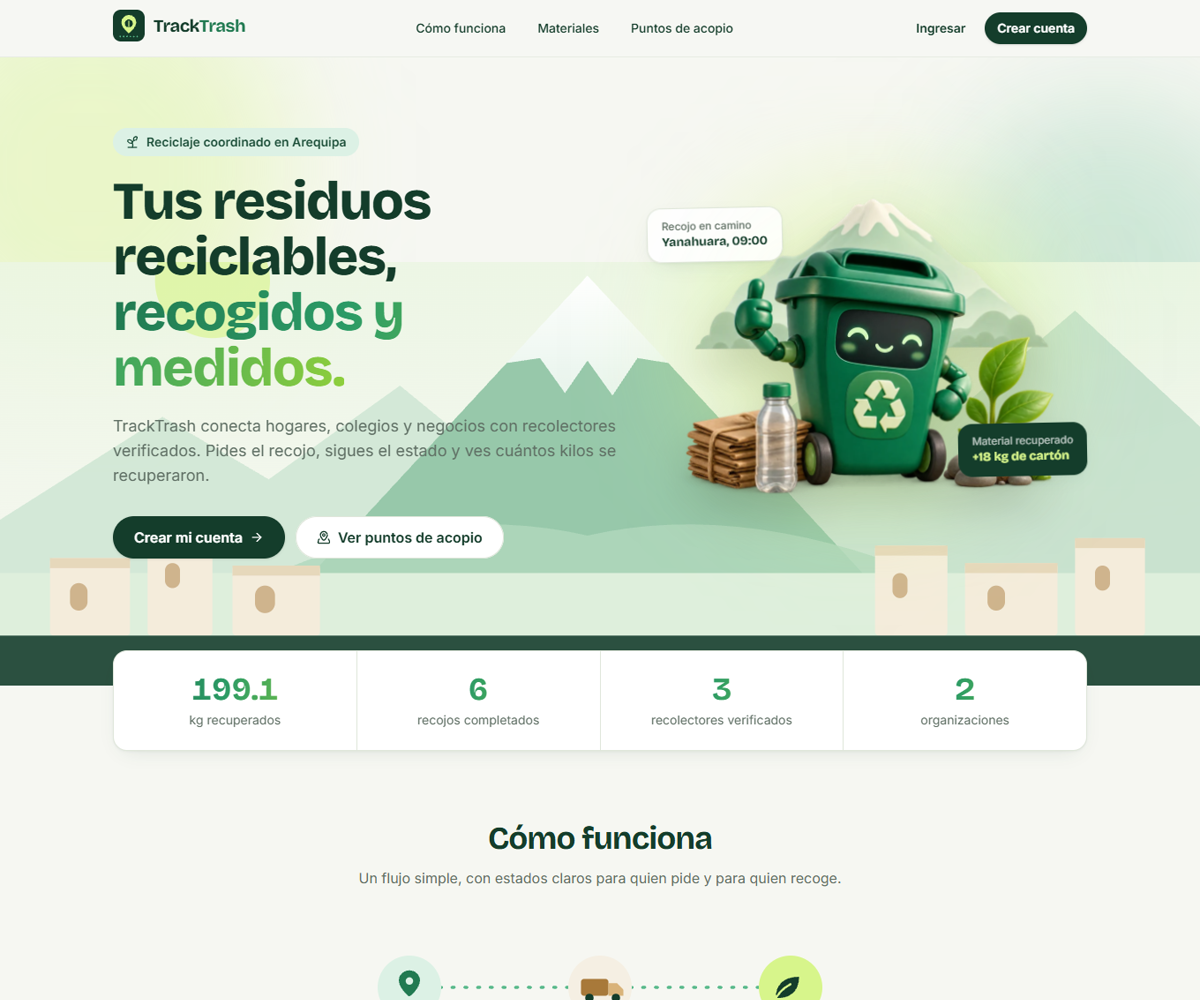 TrackTrash
Cómo funciona
Materiales
Puntos de acopio
Ingresar
Crear cuenta
Reciclaje coordinado en Arequipa
Tus residuos
reciclables,
recogidos y
medidos.
TrackTrash conecta hogares, colegios y negocios con recolectores
verificados. Pides el recojo, sigues el estado y ves cuántos kilos se
recuperaron.
Crear mi cuenta
Ver puntos de acopio
Recojo en camino
Yanahuara, 09:00
Material recuperado
+18 kg de cartón
199.1
kg recuperados
6
recojos completados
3
recolectores verificados
2
organizaciones
Cómo funciona
Un flujo simple, con estados claros para quien pide y para quien recoge.